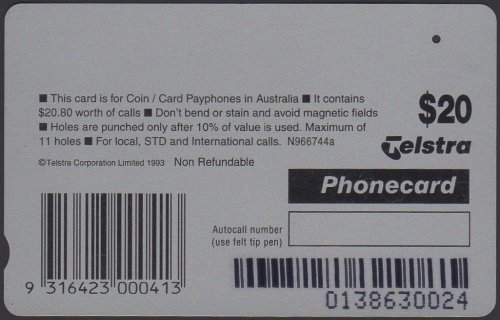 ■ This card is for Coin / Card Payphones in Australia ■ It contains
$20.80 worth of calls ■ Don't bend or stain and avoid magnetic fields
■ Holes are punched only after 10% of value is used. Maximum of
11 holes ■ For local, STD and International calls. N966744a
©Telstra Corporation Limited 1993 Non Refundable
$20
Telstra
Phonecard
Autocall number
(use felt tip pen)
9 316423 000413
0138630024